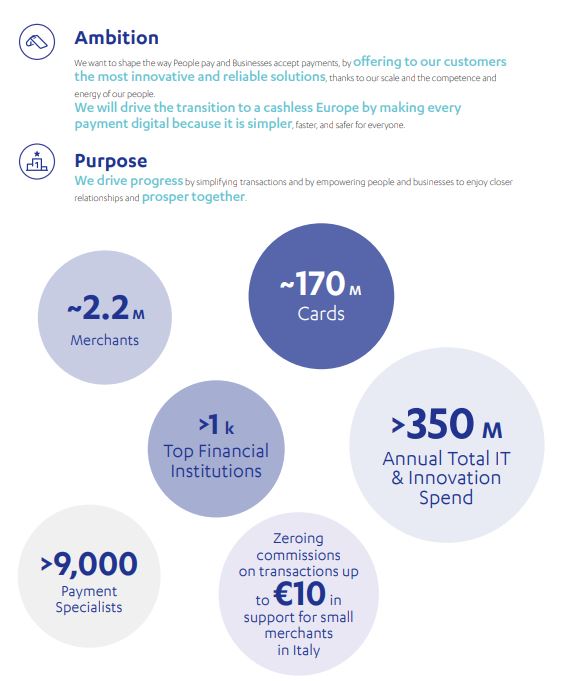 Ambition
We want to shape the way People pay and Businesses accept payments, by offering to our customers
the most innovative and reliable solutions, thanks to our scale and the competence and
energy of our people.
We will drive the transition to a cashless Europe by making every
payment digital because it is simpler, faster, and safer for everyone.
1
Purpose
We drive progress by simplifying transactions and by empowering people and businesses to enjoy closer
relationships and prosper together.
~2.2 M
Merchants
~170 M
Cards
>1 k
Top Financial
Institutions
>350 M
Annual Total IT
& Innovation
Spend
>9,000
Payment
Specialists
Zeroing
commissions
on transactions up
to €10 in
support for small
merchants
in Italy